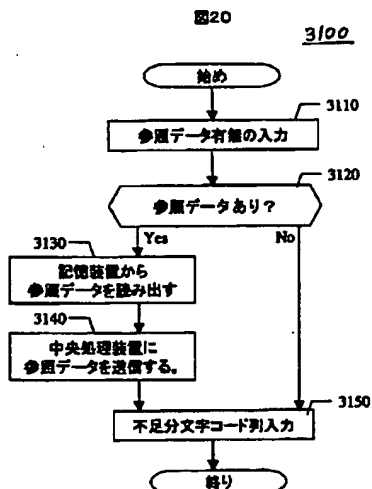 図20
3100
始め
3110
参照データ有無の入力
3120
参照データあり？
3130
Yes
No
記憶装置から
参照データを読み出す
3140
中央処理装置に
参照データを送信する。
3150
不足分文字コード列入力
終り